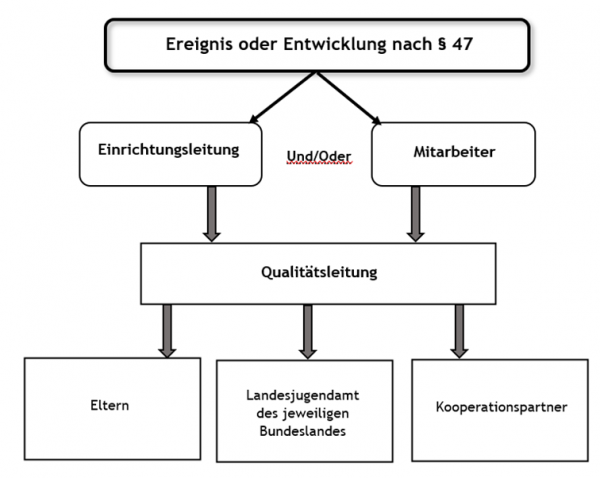 Ereignis oder Entwicklung nach § 47
Einrichtungsleitung
Und/Oder
Mitarbeiter
Qualitätsleitung
Eltern
Landesjugendamt
des jeweiligen
Bundeslandes
Kooperationspartner